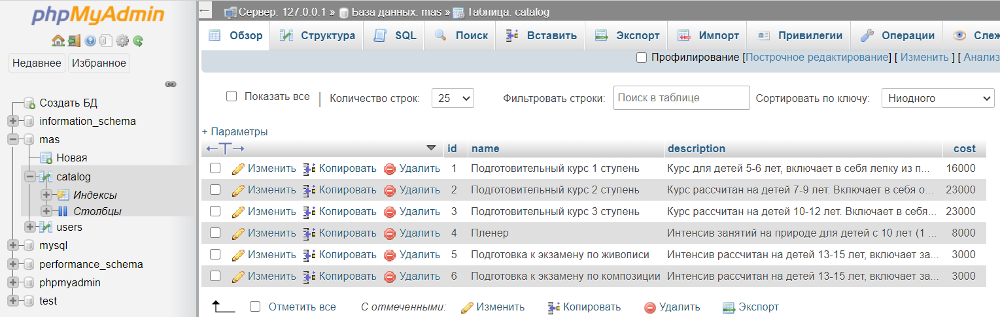 phpMyAdmin
Недавнее Избранное
Создать БД
information_schema
mas
Новая
catalog
Индексы
Столбцы
users
mysql
performance_schema
phpmyadmin
test
Сервер: 127.0.0.1 » База данных: mas » Таблица: catalog
Обзор Структура SQL Поиск Вставить Экспорт Импорт Привилегии Операции Слеж
Профилирование [Построчное редактирование] [ Изменить ] [ Анализ
Показать все | Количество строк: 25 Фильтровать строки: Поиск в таблице Сортировать по ключу: Ниодного
+ Параметры
←T→ id name description cost
Изменить Копировать Удалить 1 Подготовительный курс 1 ступень Курс для детей 5-6 лет, включает в себя лепку из п... 16000
Изменить Копировать Удалить 2 Подготовительный курс 2 ступень Курс рассчитан на детей 7-9 лет. Включает в себя о... 23000
Изменить Копировать Удалить 3 Подготовительный курс 3 ступень Курс рассчитан на детей 10-12 лет. Включает в себя... 23000
Изменить Копировать Удалить 4 Пленер Интенсив занятий на природе для детей с 10 лет (1 ... 8000
Изменить Копировать Удалить 5 Подготовка к экзамену по живописи Интенсив рассчитан на детей 13-15 лет, включает за... 3000
Изменить Копировать Удалить 6 Подготовка к экзамену по композиции Интенсив рассчитан на детей 13-15 лет, включает за... 3000
Отметить все С отмеченными: Изменить Копировать Удалить Экспорт